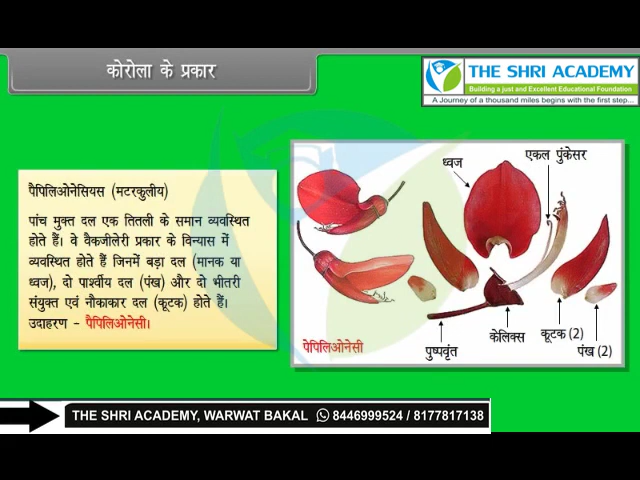 कोरोला के प्रकार
THE SHRI ACADEMY
Building a just and Excellent Educational Foundation
A Journey of a thousand miles begins with the first step...
पैपिलिओनेसियस (मटरकुलीय)
पांच मुक्त दल एक तितली के समान व्यवस्थित
होते हैं। वे वैकजीलेरी प्रकार के विन्यास में
व्यवस्थित होते हैं जिनमें बड़ा दल (मानक या
ध्वज), दो पार्श्वीय दल (पंख) और दो भीतरी
संयुक्त एवं नौकाकार दल (कूटक) होते हैं।
उदाहरण – पैपिलिओनेसी।
ध्वज
एकल पुंकेसर
पेपिलिओनेसी
पुष्पवृंत
केलिक्स
कूटक (2)
पंख (2)
THE SHRI ACADEMY, WARWAT BAKAL 8446999524 / 8177817138